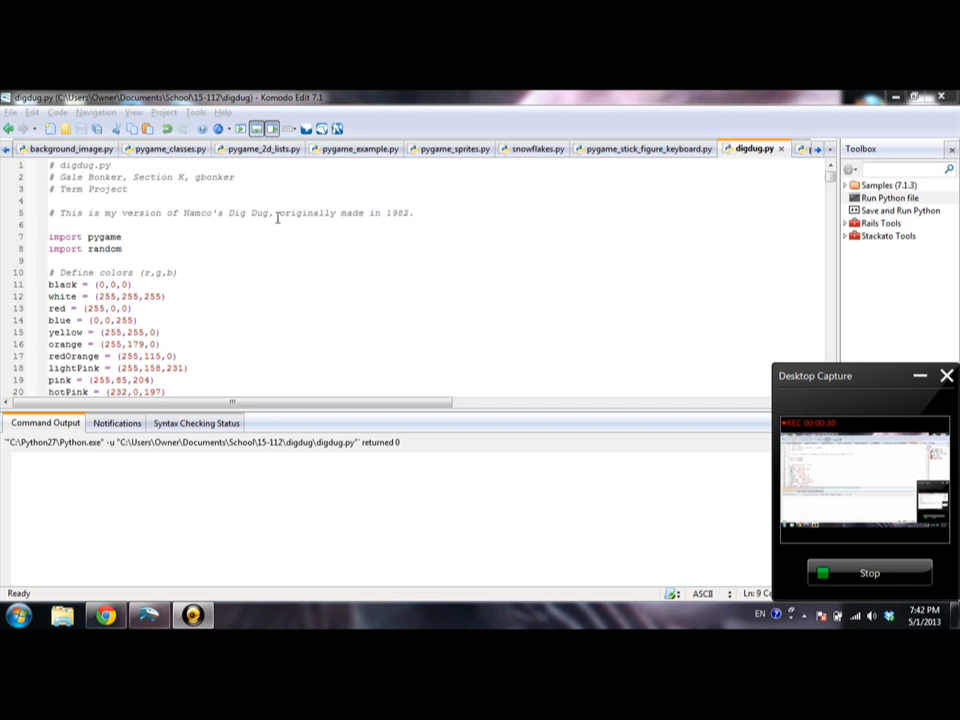 digdug.py (C:\Users\Owner\Documents\School\15-112\digdug) - Komodo Edit 7.1
File Edit Code Navigation View Project Tools Help
background_image.py pygame_classes.py pygame_2d_lists.py pygame_example.py pygame_sprites.py snowflakes.py pygame_stick_figure_keyboard.py digdug.py
Toolbox
Samples (7.1.3)
Run Python file
Save and Run Python
Rails Tools
Stackato Tools
1 # digdug.py
2 # Gale Bonker, Section K, gbonker
3 # Term Project
4
5 # This is my version of Namco's Dig Dug, originally made in 1982.
6
7 import pygame
8 import random
9
10 # Define colors (r,g,b)
11 black = (0,0,0)
12 white = (255,255,255)
13 red = (255,0,0)
14 blue = (0,0,255)
15 yellow = (255,255,0)
16 orange = (255,179,0)
17 redOrange = (255,115,0)
18 lightPink = (255,158,231)
19 pink = (255,85,204)
20 hotPink = (232,0,197)
Command Output Notifications Syntax Checking Status
"C:\Python27\Python.exe" -u "C:\Users\Owner\Documents\School\15-112\digdug\digdug.py" returned 0
Desktop Capture
REC 00:00:30
Stop
Ready ASCII Ln: 9 Co
EN 7:42 PM
5/1/2013